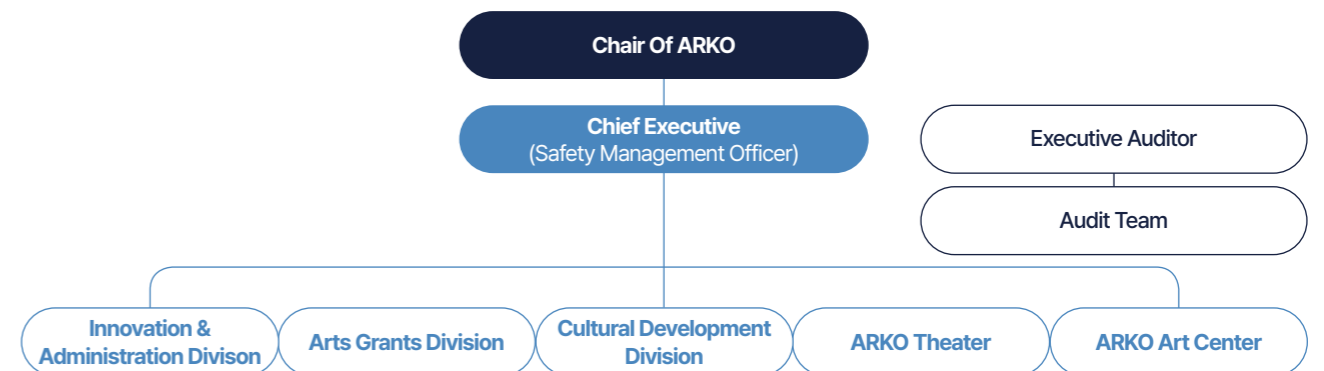 Chair Of ARKO
Chief Executive
(Safety Management Officer)
Executive Auditor
Audit Team
Innovation &
Administration Divison
Arts Grants Division
Cultural Development
Division
ARKO Theater
ARKO Art Center